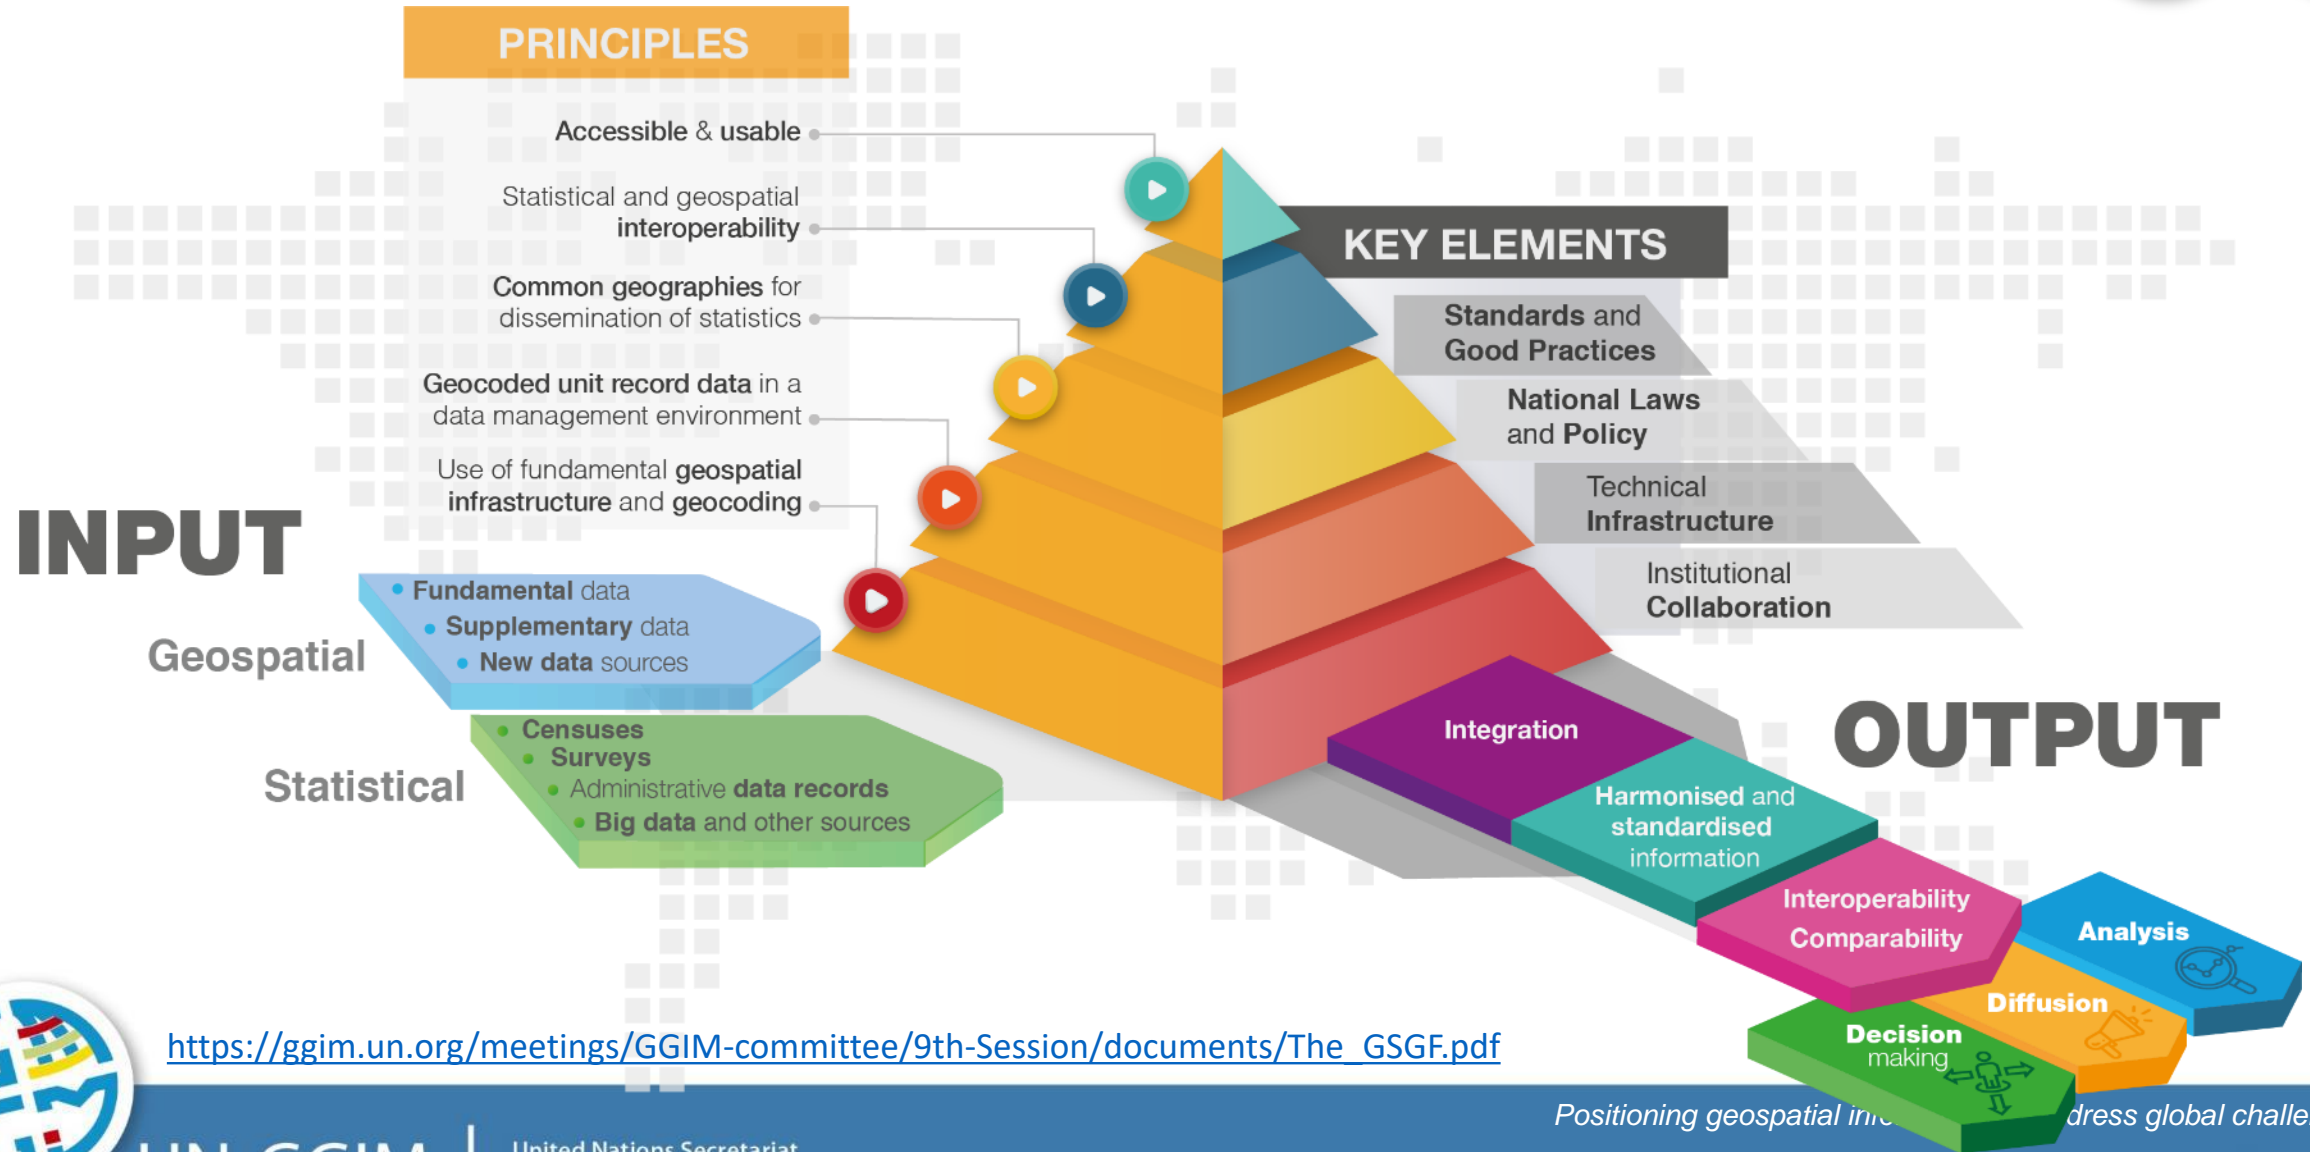 PRINCIPLES
Accessible & usable
Statistical and geospatial
interoperability
Common geographies for
dissemination of statistics
Geocoded unit record data in a
data management environment
Use of fundamental geospatial
infrastructure and geocoding
KEY ELEMENTS
Standards and
Good Practices
National Laws
and Policy
Technical
Infrastructure
Institutional
Collaboration
INPUT
Geospatial
• Fundamental data
• Supplementary data
• New data sources
Statistical
• Censuses
• Surveys
• Administrative data records
• Big data and other sources
OUTPUT
Integration
Harmonised and
standardised
information
Interoperability
Comparability
Analysis
Diffusion
Decision
making
https://ggim.un.org/meetings/GGIM-committee/9th-Session/documents/The_GSGF.pdf
Positioning geospatial global
UN-GGIM
United Nations Secretariat